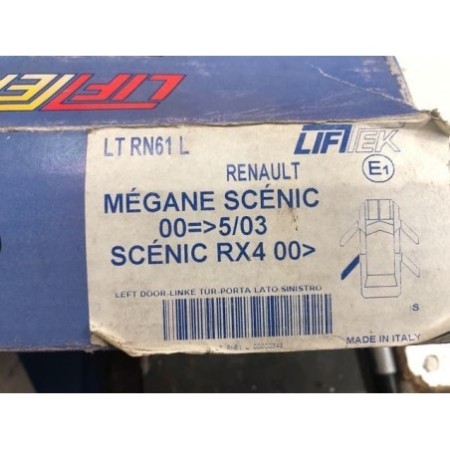 LIFTEK
LT RN61 L
LIFTEK
RENAULT
E1
MÉGANE SCÉNIC
00=>5/03
SCÉNIC RX4 00>
LEFT DOOR-LINKE TÜR-PORTA LATO SINISTRO
S
MADE IN ITALY